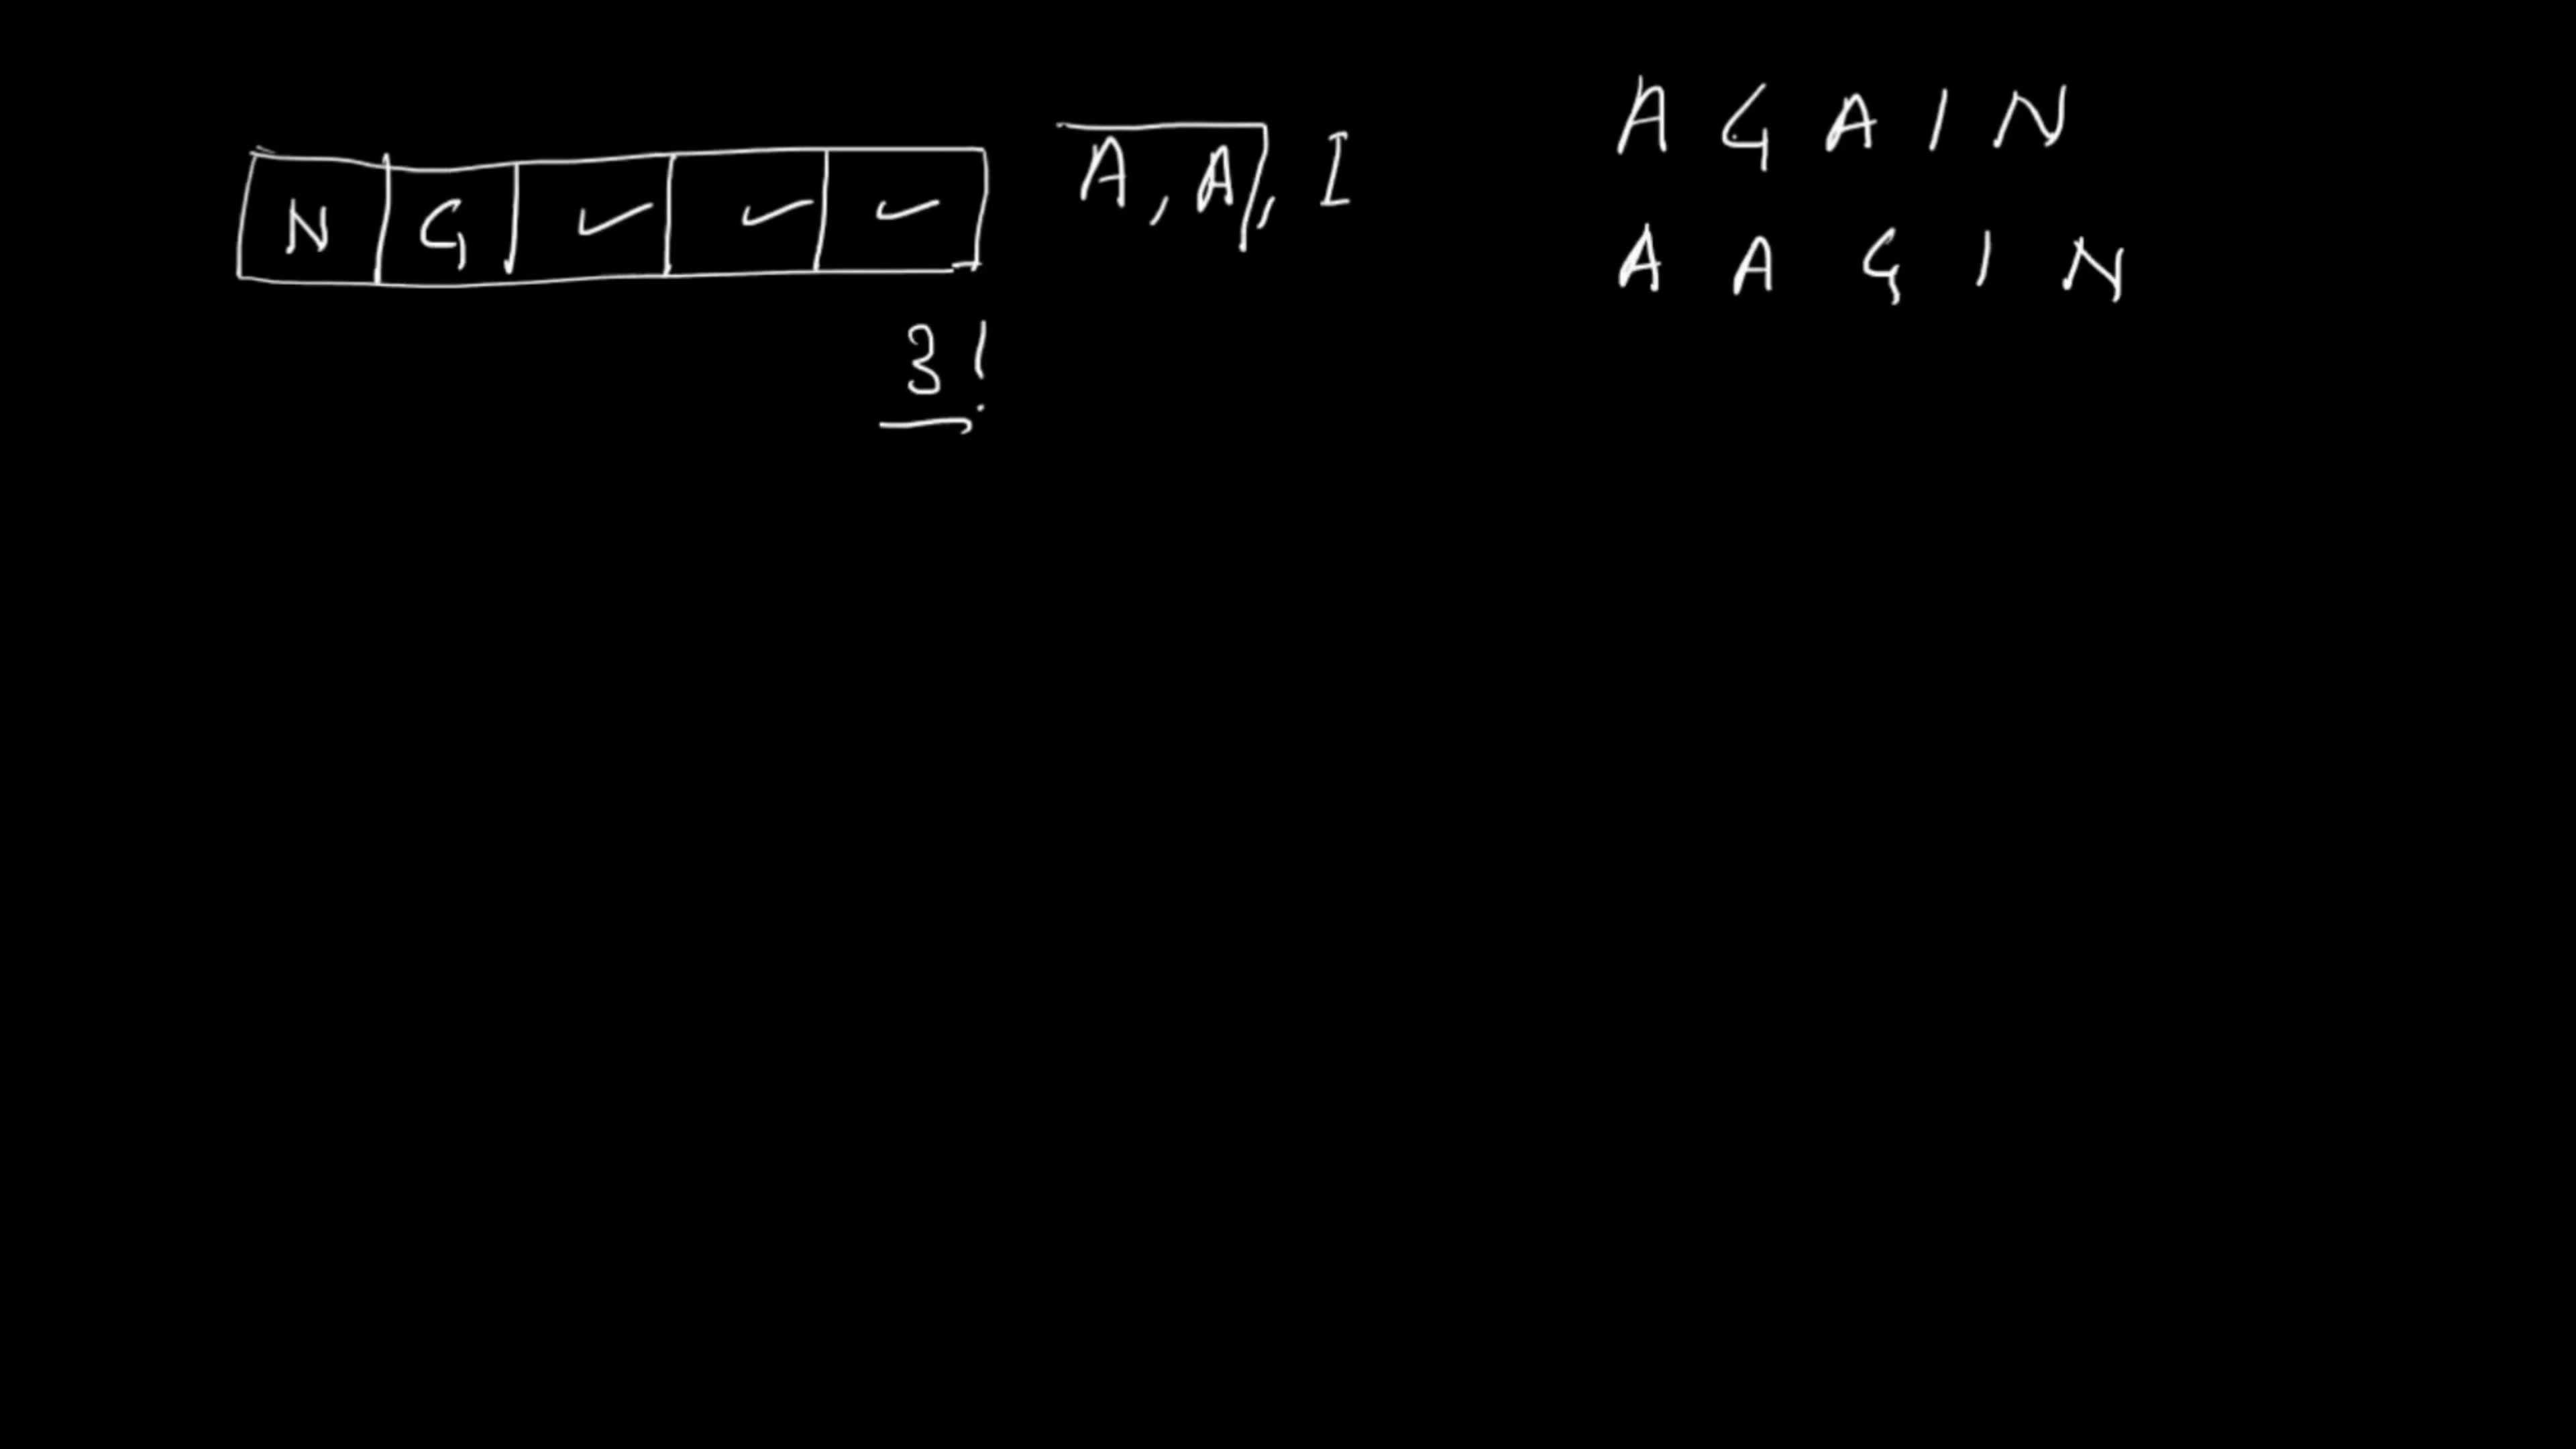 A G A I N
N G ✓ ✓ ✓ A, A, I
A A G I N
3!